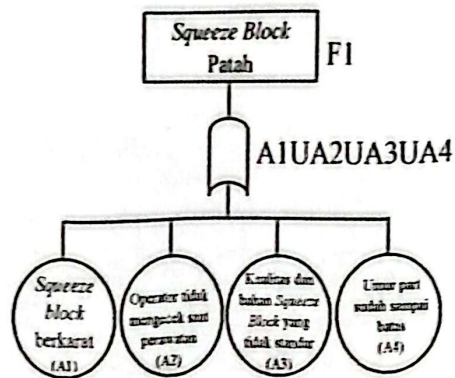 Squeeze Block
Patah
F1
A1UA2UA3UA4
Squeeze
block
berkarat
(A1)
Operator tidak
mengecek saat
perawatan
(A2)
Kualitas dan
bahan Squeeze
Block yang
tidak standar
(A3)
Umur part
sudah sampai
batas
(A4)